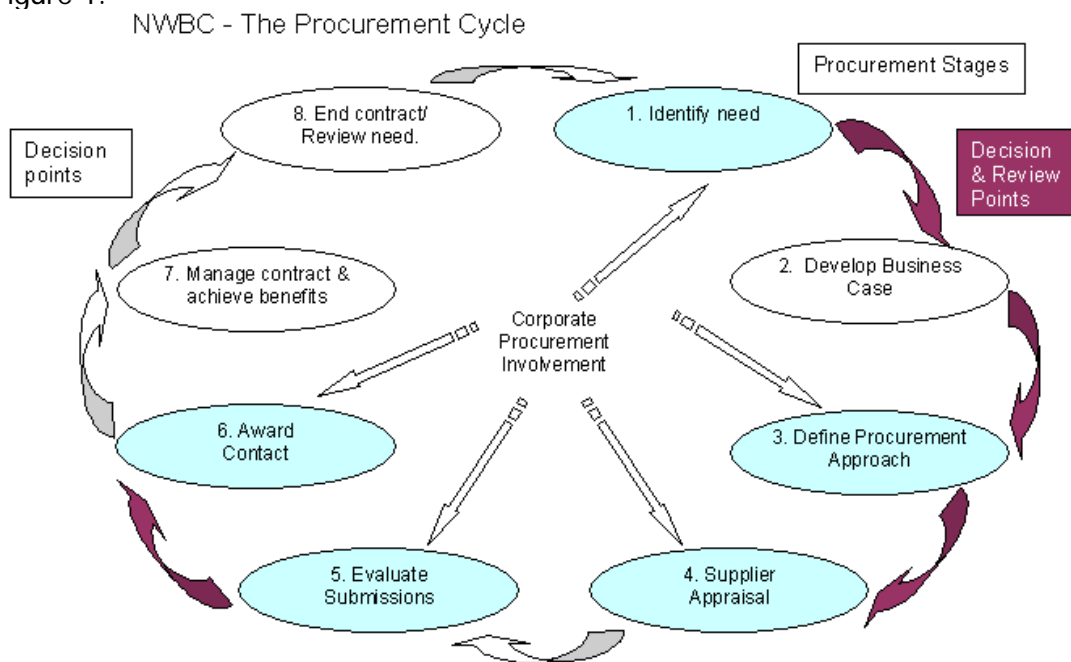 igure 1.
NWBC - The Procurement Cycle
Procurement Stages
8. End contract/
Review need.
1. Identify need
Decision
points
Decision
& Review
Points
7. Manage contract &
achieve benefits
2. Develop Business
Case
Corporate
Procurement
Involvement
6. Award
Contact
3. Define Procurement
Approach
5. Evaluate
Submissions
4. Supplier
Appraisal